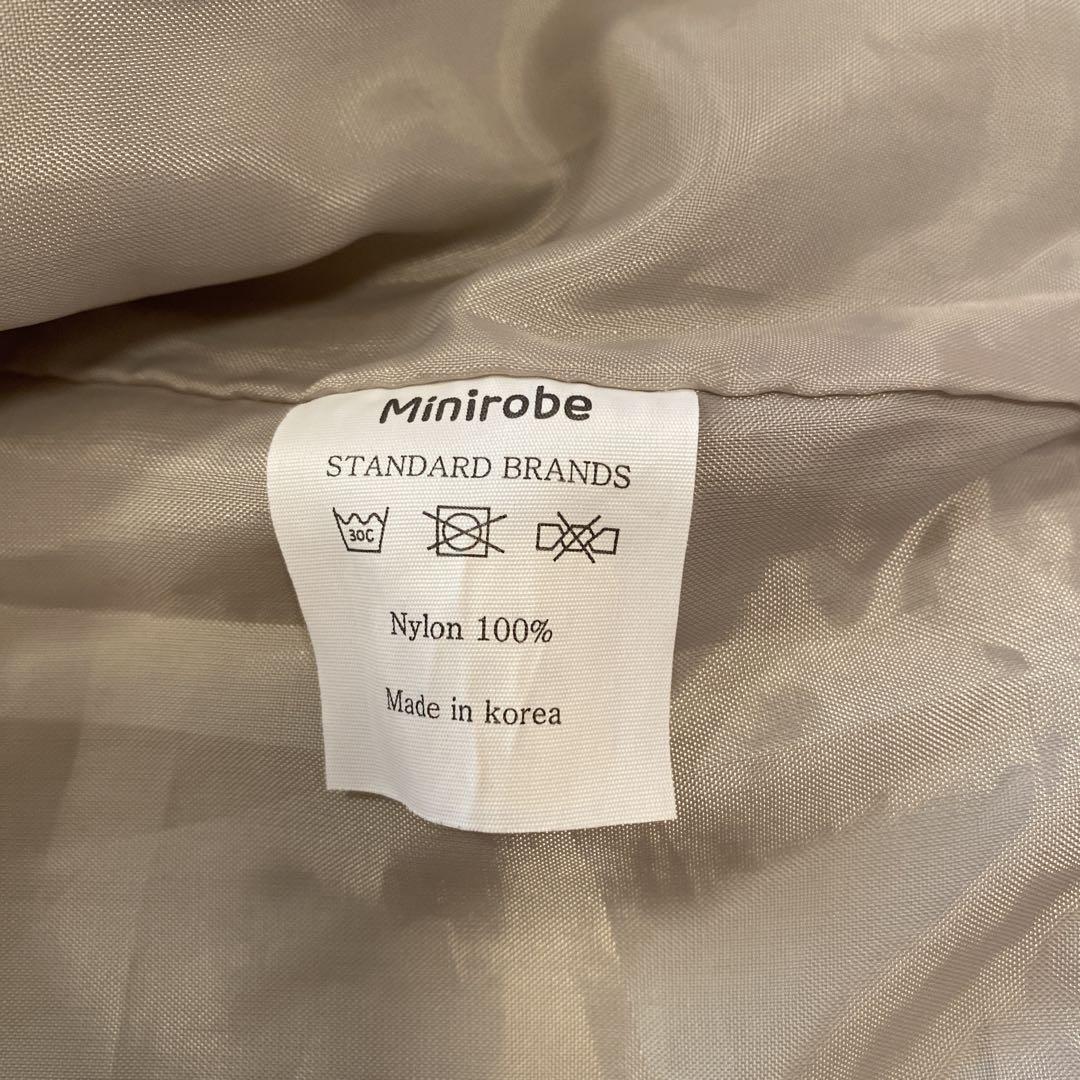 Minirobe
STANDARD BRANDS
30C
Nylon 100%
Made in korea